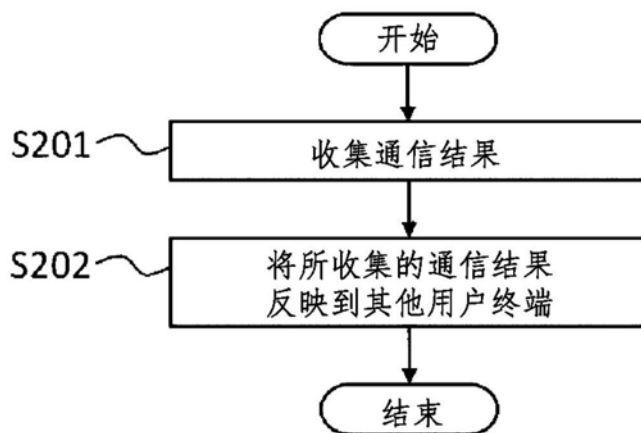 开始
S201
收集通信结果
S202
将所收集的通信结果
反映到其他用户终端
结束